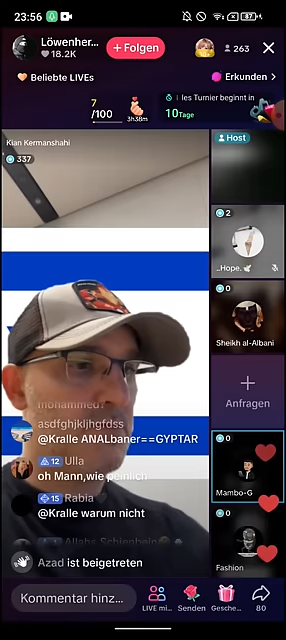 23:56
87
Löwenher...
18.2K
+ Folgen
263
Beliebte LIVEs
Erkunden >
7
/100
3h38m
les Turnier beginnt in
10Tage
Kian Kermanshahi
337
Host
2
..Hope.
0
Sheikh al-Albani
+
Anfragen
0
Mambo-G
0
Fashion
mohammed?
asdfghjkljhgfdss
@Kralle ANALbaner==GYPTAR
12 Ulla
oh Mann,wie peinlich
15 Rabia
@Kralle warum nicht
Allahs Schienbein
Azad ist beigetreten
Kommentar hinz...
LIVE mi...
Senden
Gesche...
80